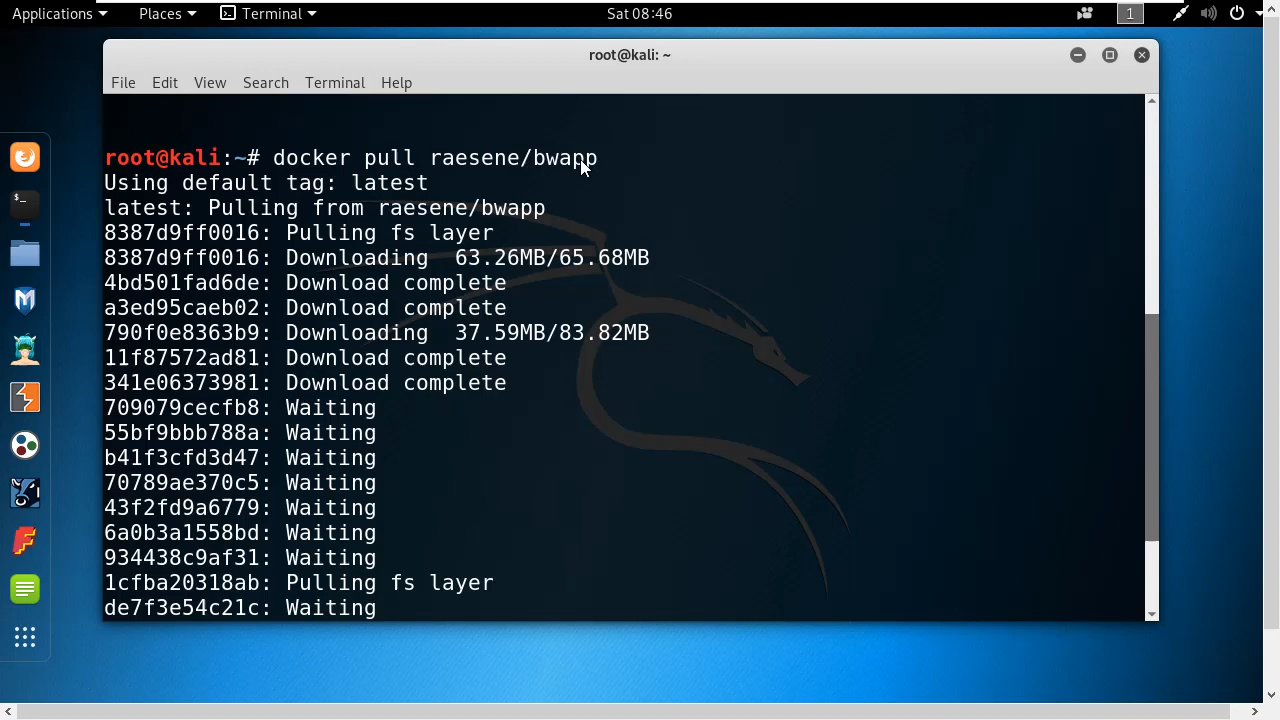 Applications Places Terminal Sat 08:46 1
root@kali: ~
File Edit View Search Terminal Help
root@kali:~# docker pull raesene/bwapp
Using default tag: latest
latest: Pulling from raesene/bwapp
8387d9ff0016: Pulling fs layer
8387d9ff0016: Downloading  63.26MB/65.68MB
4bd501fad6de: Download complete
a3ed95caeb02: Download complete
790f0e8363b9: Downloading  37.59MB/83.82MB
11f87572ad81: Download complete
341e06373981: Download complete
709079cecfb8: Waiting
55bf9bbb788a: Waiting
b41f3cfd3d47: Waiting
70789ae370c5: Waiting
43f2fd9a6779: Waiting
6a0b3a1558bd: Waiting
934438c9af31: Waiting
1cfba20318ab: Pulling fs layer
de7f3e54c21c: Waiting